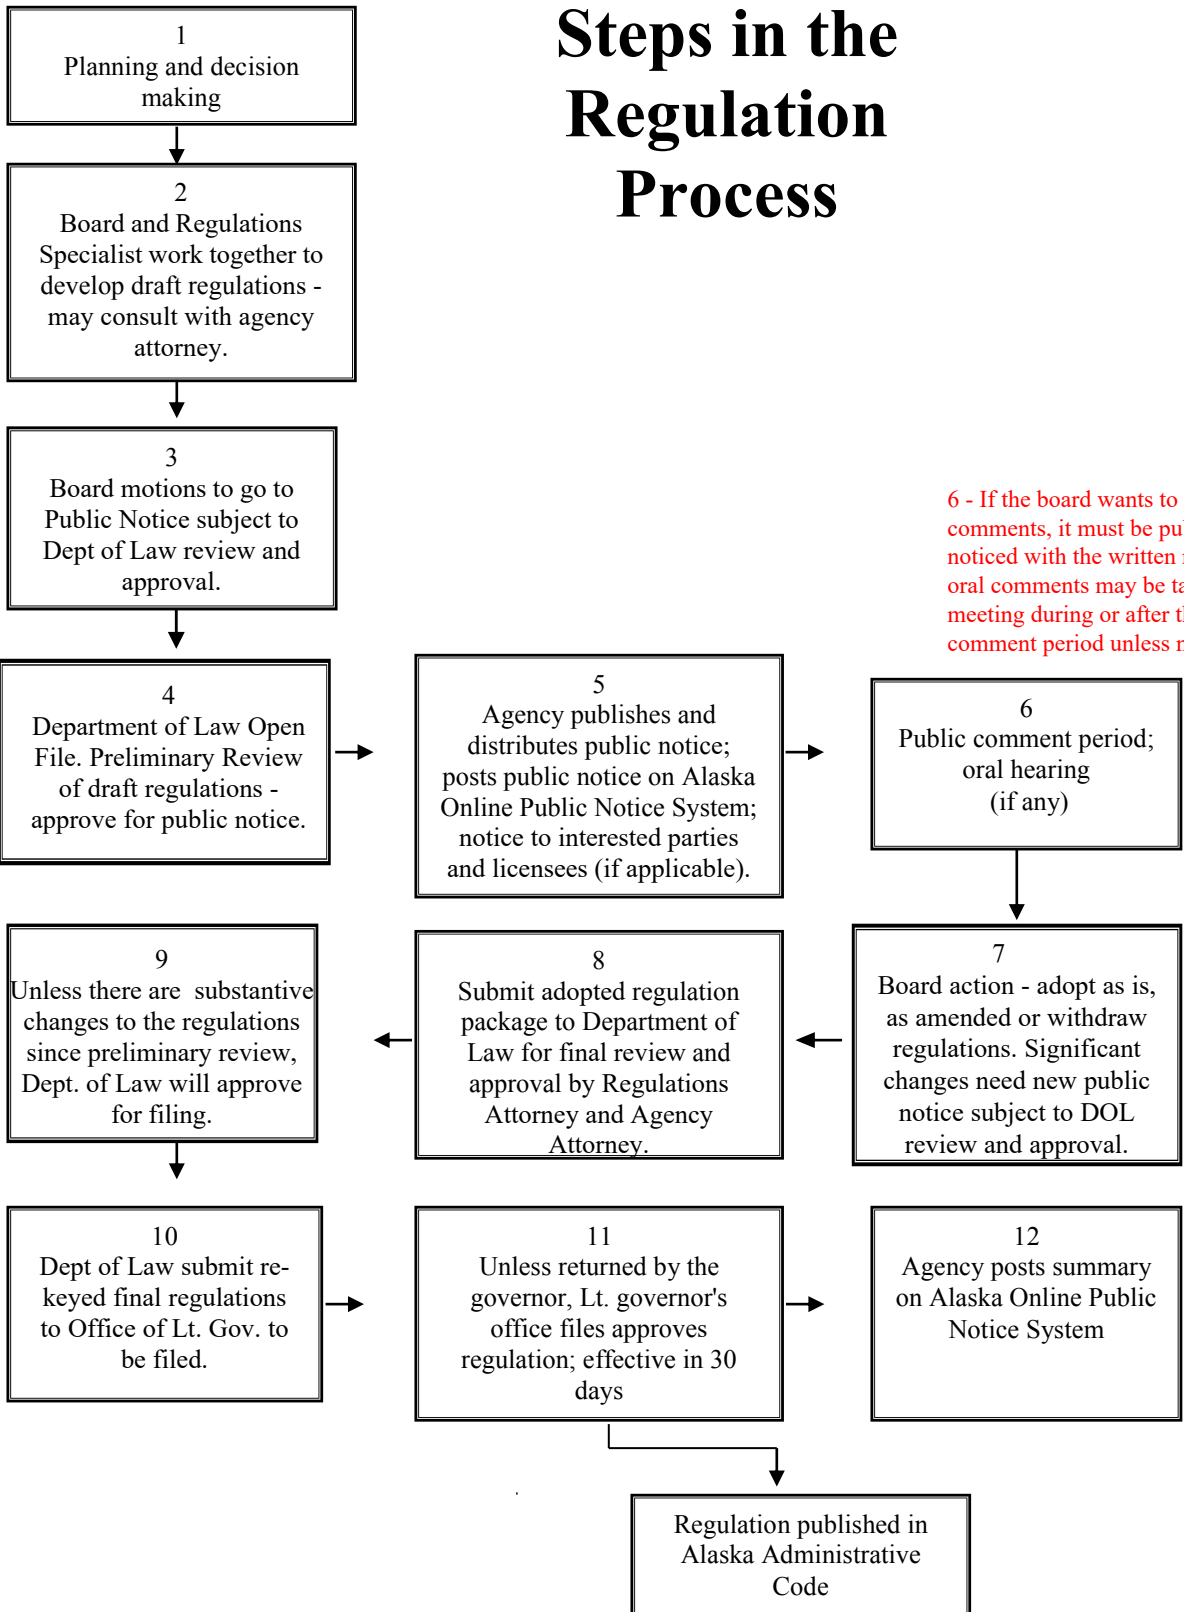 Steps in the
Regulation
Process
1
Planning and decision
making
2
Board and Regulations
Specialist work together to
develop draft regulations -
may consult with agency
attorney.
3
Board motions to go to
Public Notice subject to
Dept of Law review and
approval.
6 - If the board wants to
comments, it must be
noticed with the written
oral comments may be
meeting during or after
comment period unless
4
Department of Law Open
File. Preliminary Review
of draft regulations -
approve for public notice.
5
Agency publishes and
distributes public notice;
posts public notice on Alaska
Online Public Notice System;
notice to interested parties
and licensees (if applicable).
6
Public comment period;
oral hearing
(if any)
9
Unless there are substantive
changes to the regulations
since preliminary review,
Dept. of Law will approve
for filing.
8
Submit adopted regulation
package to Department of
Law for final review and
approval by Regulations
Attorney and Agency
Attorney.
7
Board action - adopt as is,
as amended or withdraw
regulations. Significant
changes need new public
notice subject to DOL
review and approval.
10
Dept of Law submit re-
keyed final regulations
to Office of Lt. Gov. to
be filed.
11
Unless returned by the
governor, Lt. governor's
office files approves
regulation; effective in 30
days
12
Agency posts summary
on Alaska Online Public
Notice System
Regulation published in
Alaska Administrative
Code